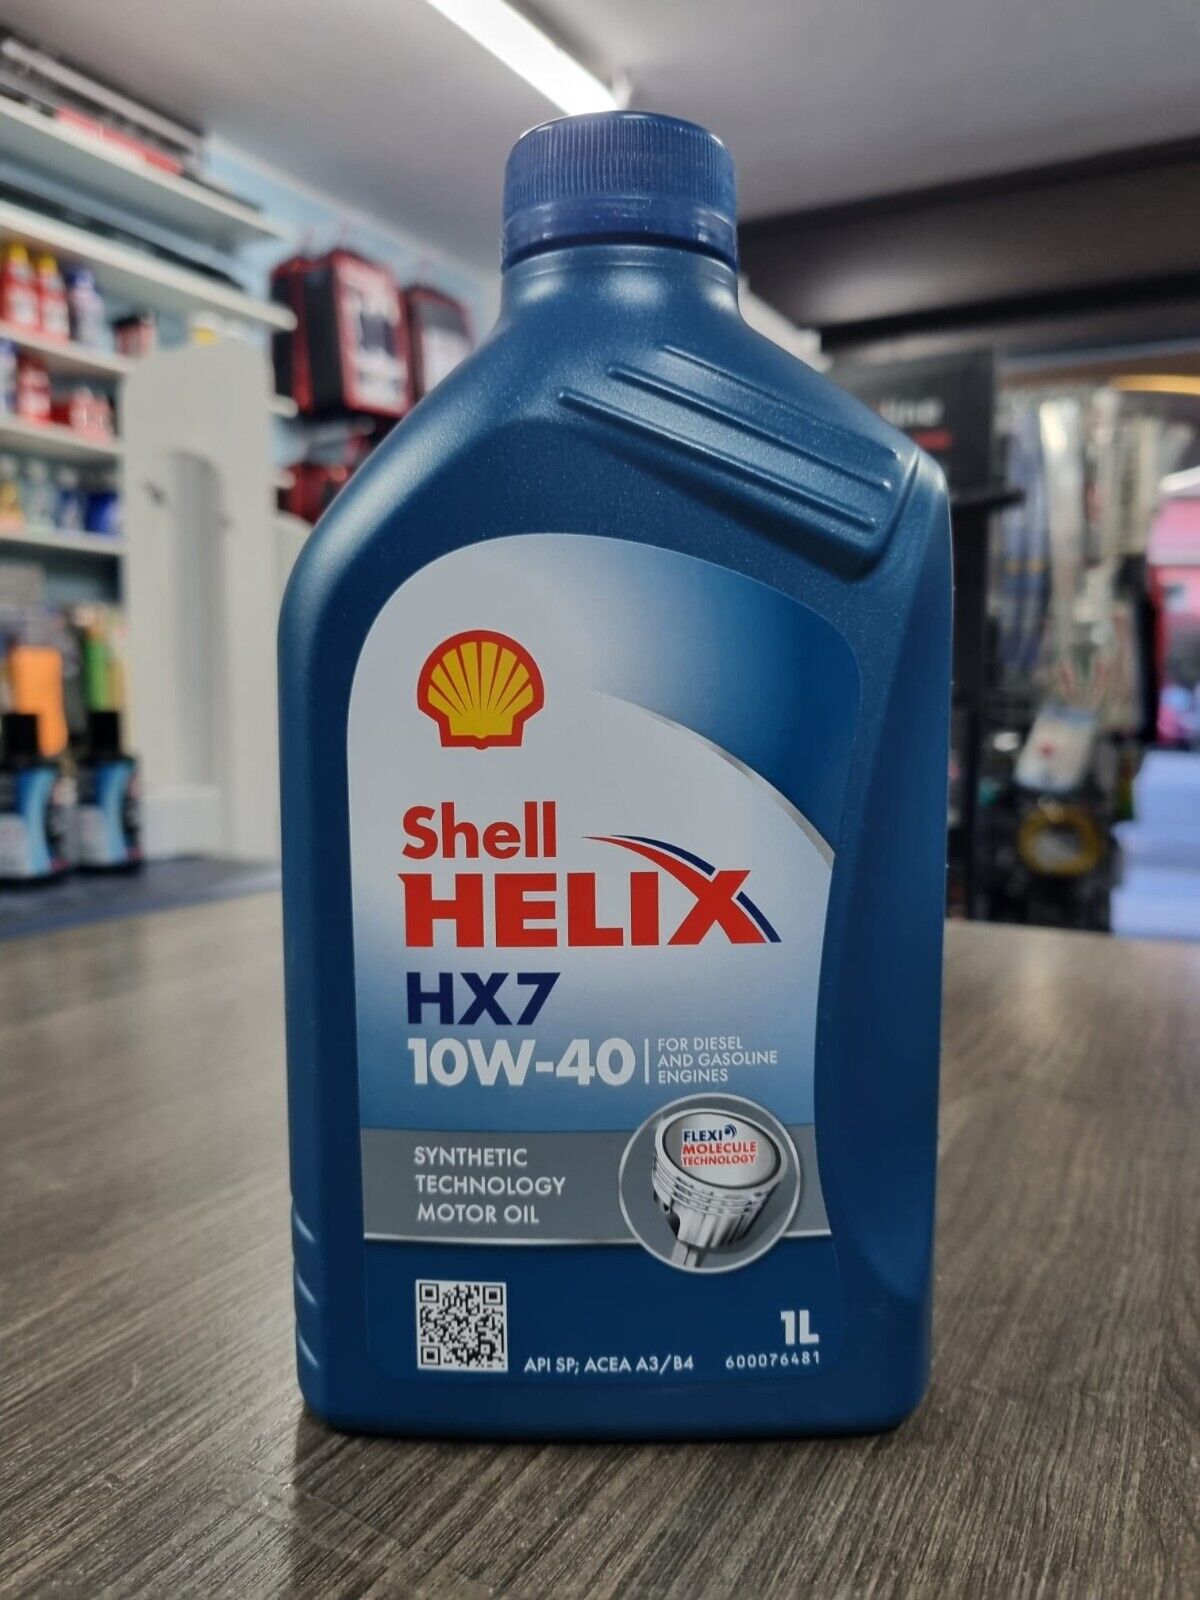 Shell
HELIX
HX7
10W-40
FOR DIESEL
AND GASOLINE
ENGINES
FLEXI
MOLECULE
TECHNOLOGY
SYNTHETIC
TECHNOLOGY
MOTOR OIL
1L
API SP; ACEA A3/B4 600076481